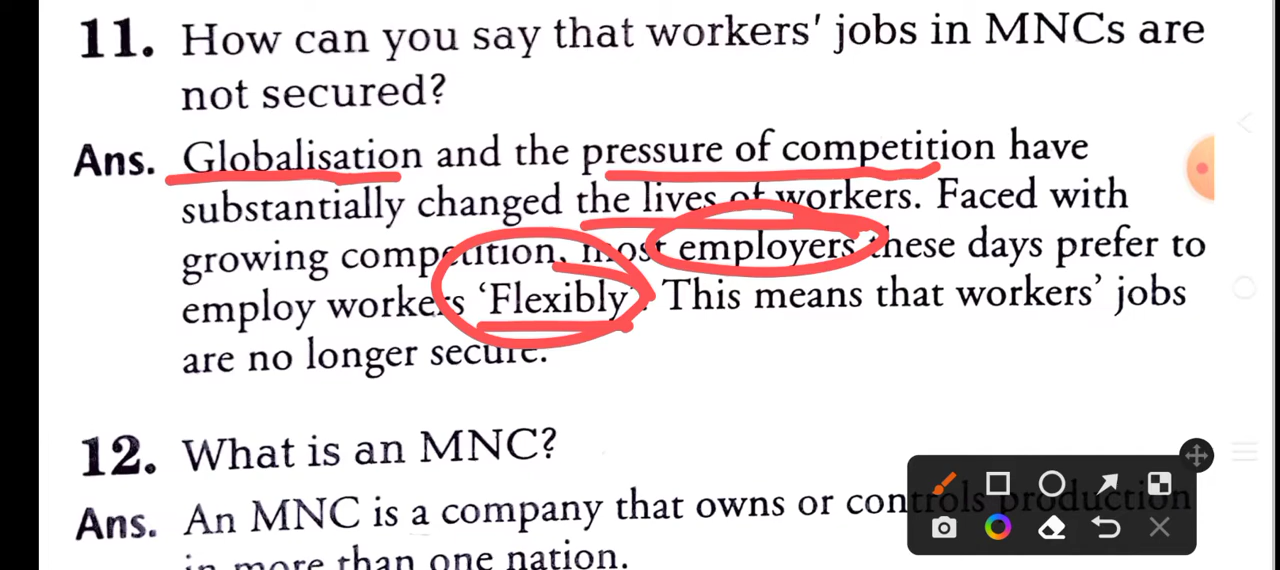 11. How can you say that workers' jobs in MNCs are
not secured?
Ans. Globalisation and the pressure of competition have
substantially changed the lives of workers. Faced with
growing competition, most employers these days prefer to
employ workers 'Flexibly'. This means that workers' jobs
are no longer secure.
12. What is an MNC?
Ans. An MNC is a company that owns or controls production
in more than one nation.